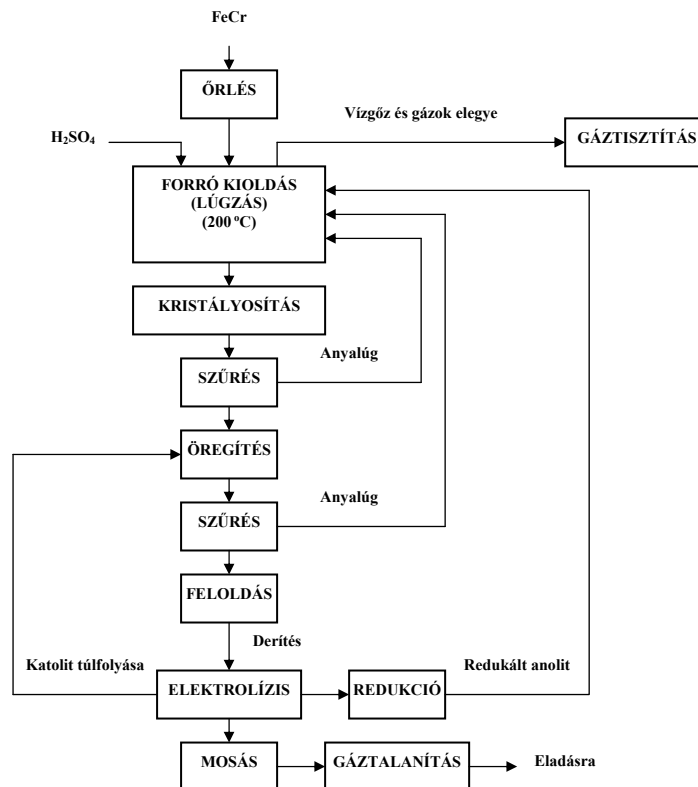 FeCr
ŐRLÉS
Vízgőz és gázok elegye
H₂SO₄
GÁZTISZTÍTÁS
FORRÓ KIOLDÁS
(LÚGZÁS)
(200 ºC)
KRISTÁLYOSÍTÁS
Anyalúg
SZŰRÉS
ÖREGÍTÉS
Anyalúg
SZŰRÉS
FELOLDÁS
Derítés
Katolit túlfolyása
Redukált anolit
ELEKTROLÍZIS
REDUKCIÓ
MOSÁS
GÁZTALANÍTÁS
Eladásra